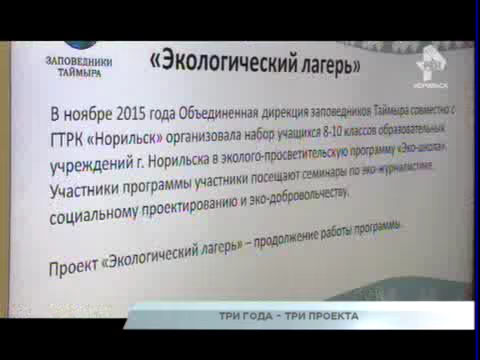 ЗАПОВЕДНИКИ
ТАЙМЫРА
«Экологический лагерь»
РЕН
НОРИЛЬСК
В ноябре 2015 года Объединенная дирекция заповедников Таймыра совместно с
ГТРК «Норильск» организовала набор учащихся 8-10 классов образовательных
учреждений г. Норильска в эколого-просветительскую программу «Эко-школа».
Участники программы участники посещают семинары по эко-журналистике,
социальному проектированию и эко-добровольчеству.
Проект «Экологический лагерь» – продолжение работы программы.
ТРИ ГОДА – ТРИ ПРОЕКТА